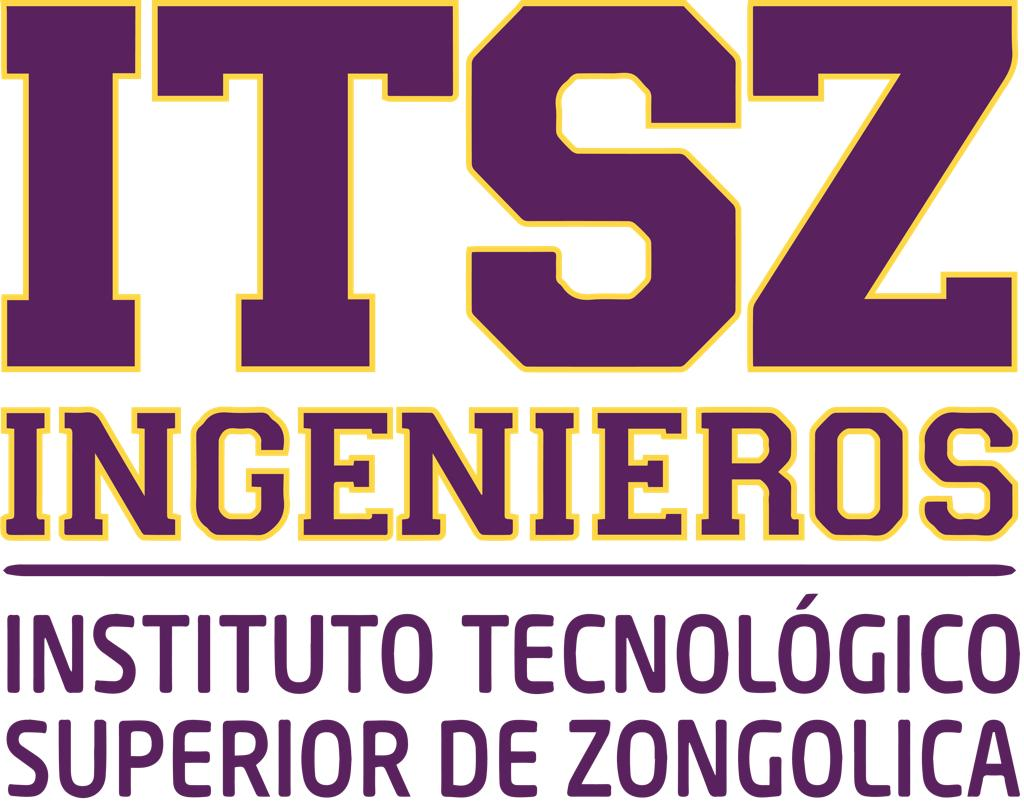 ITSZ
INGENIEROS
INSTITUTO TECNOLÓGICO
SUPERIOR DE ZONGOLICA